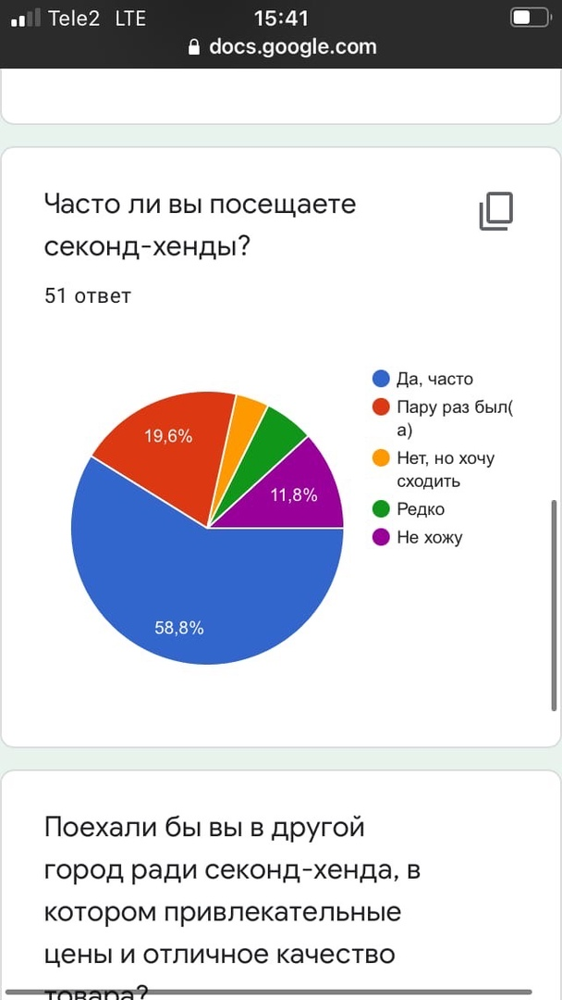 Tele2 LTE 15:41
docs.google.com
Часто ли вы посещаете
секонд-хенды?
51 ответ
Да, часто
Пару раз был(
а)
Нет, но хочу
сходить
Редко
Не хожу
19,6%
11,8%
58,8%
Поехали бы вы в другой
город ради секонд-хенда, в
котором привлекательные
цены и отличное качество
товара?